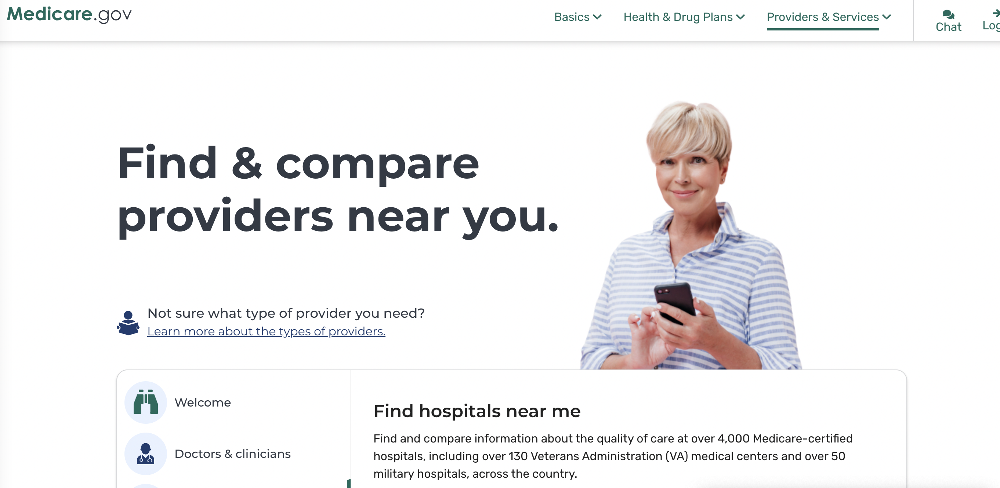 Medicare.gov
Basics
Health & Drug Plans
Providers & Services
Chat
Find & compare
providers near you.
Not sure what type of provider you need?
Learn more about the types of providers.
Welcome
Doctors & clinicians
Find hospitals near me
Find and compare information about the quality of care at over 4,000 Medicare-certified
hospitals, including over 130 Veterans Administration (VA) medical centers and over 50
military hospitals, across the country.